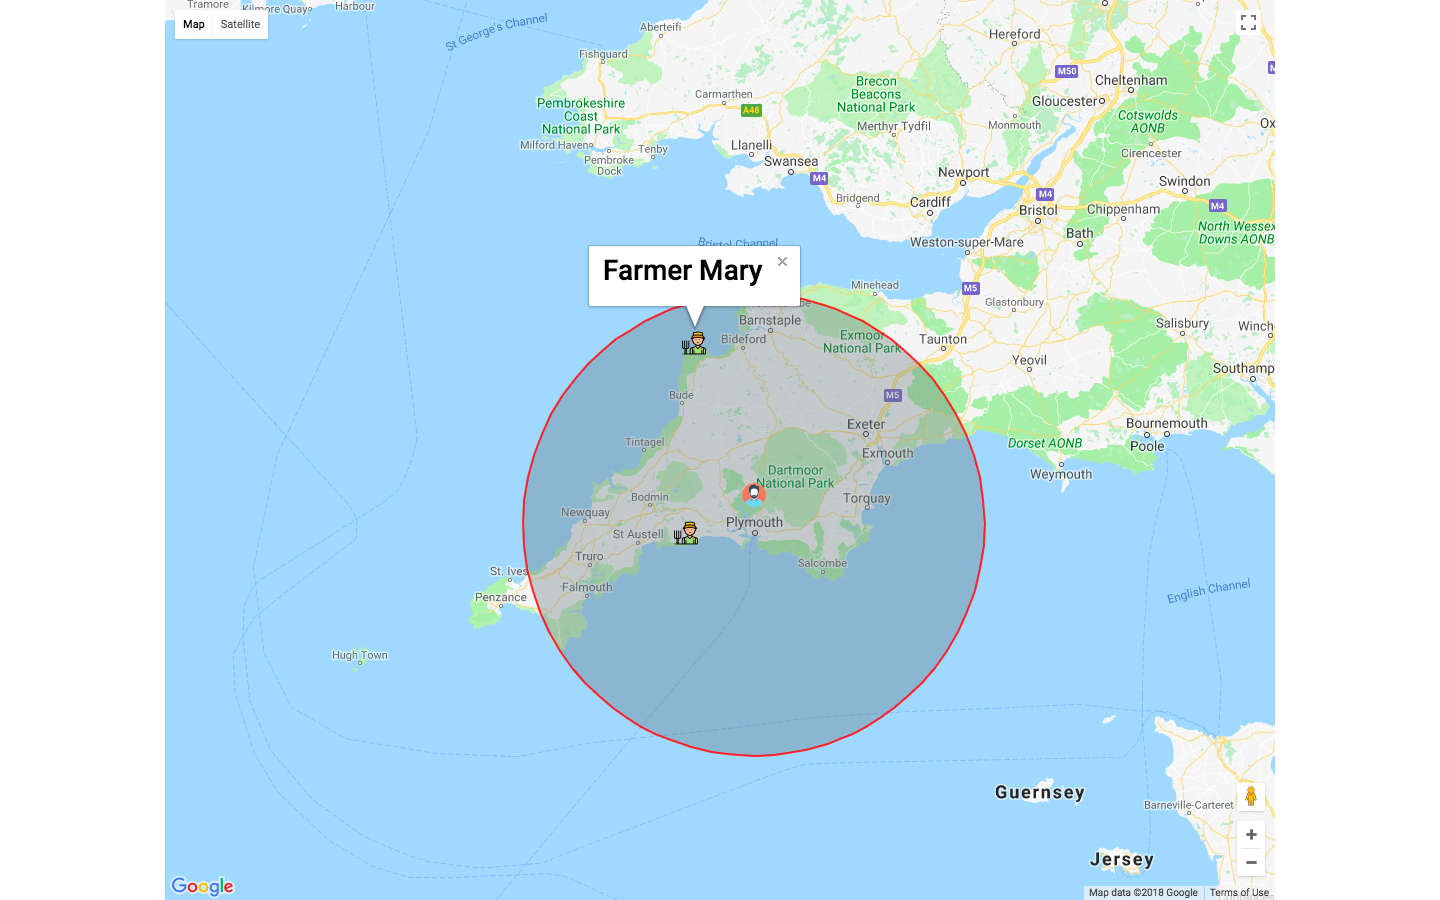 Tramore
Kilmore Quay
Harbour
Map
Satellite
St George's Channel
Aberteifi
Hereford
Fishguard
M50
Brecon
Beacons
National Park
Cheltenham
Carmarthen
Gloucester
Pembrokeshire
Coast
National Park
A48
Cotswolds
AONB
Merthyr Tydfil
Monmouth
Ox
Milford Haven
Llanelli
Tenby
Cirencester
Pembroke
Dock
Swansea
M4
Newport
Swindon
Bridgend
Cardiff
M4
Bristol
Chippenham
M4
North Wessex
Downs AONB
Bath
Bristol Channel
Weston-super-Mare
Farmer Mary
Minehead
M5
Glastonbury
Barnstaple
Bideford
Exmoor
National Park
Taunton
Salisbury
Winch
Yeovil
Southamp
Bude
M5
Exeter
Bournemouth
Tintagel
Dorset AONB
Poole
Exmouth
Weymouth
Dartmoor
National Park
Bodmin
Torquay
Newquay
Plymouth
St Austell
Truro
Salcombe
St. Ives
Falmouth
Penzance
English Channel
Hugh Town
Guernsey
Barneville-Carteret
Jersey
Google
Map data ©2018 Google
Terms of Use